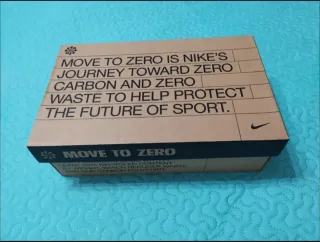 MOVE TO ZERO IS NIKE'S
JOURNEY TOWARD ZERO
CARBON AND ZERO
WASTE TO HELP PROTECT
THE FUTURE OF SPORT.
MOVE TO ZERO